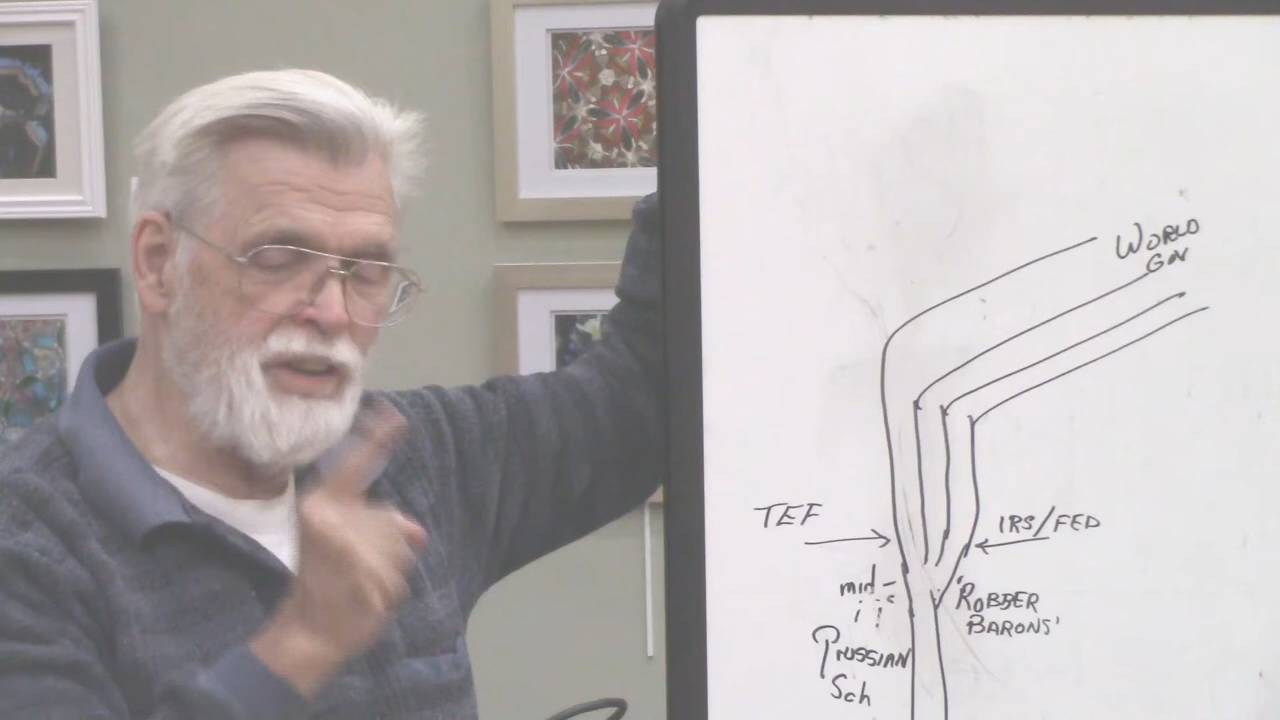 WORLD
GOV
TEF
IRS/FED
mid-
'ROBBER
BARONS'
PRUSSIAN
Sch